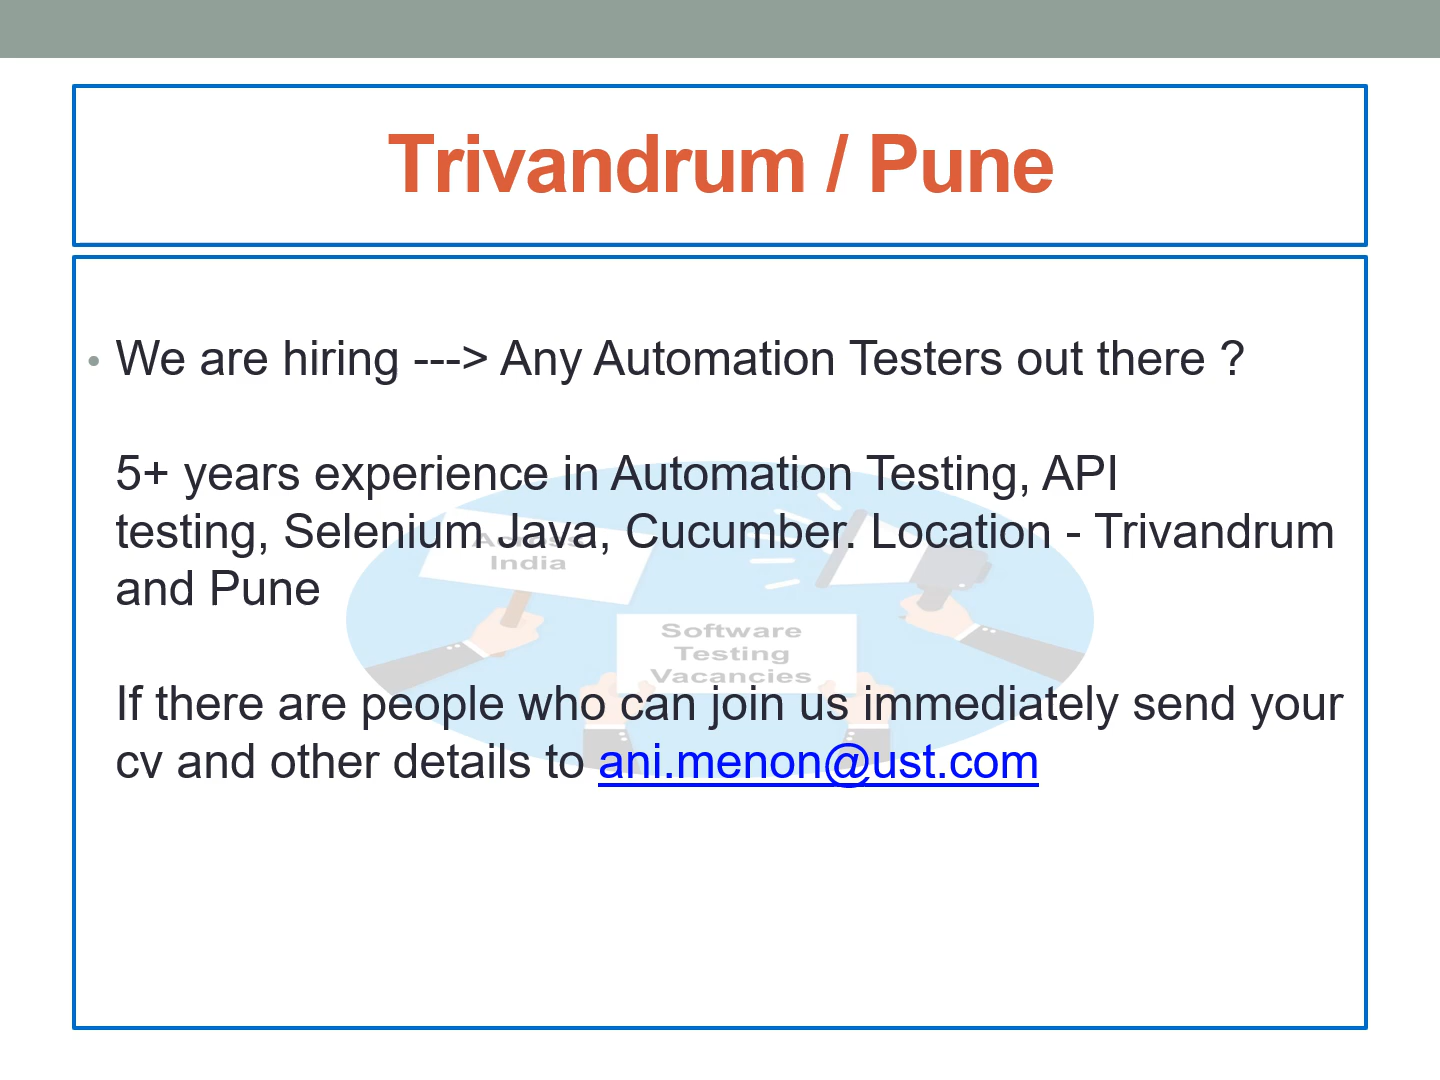 Trivandrum / Pune
• We are hiring ---> Any Automation Testers out there ?
5+ years experience in Automation Testing, API
testing, Selenium Java, Cucumber. Location - Trivandrum
and Pune
If there are people who can join us immediately send your
cv and other details to ani.menon@ust.com
Across
India
Software
Testing
Vacancies